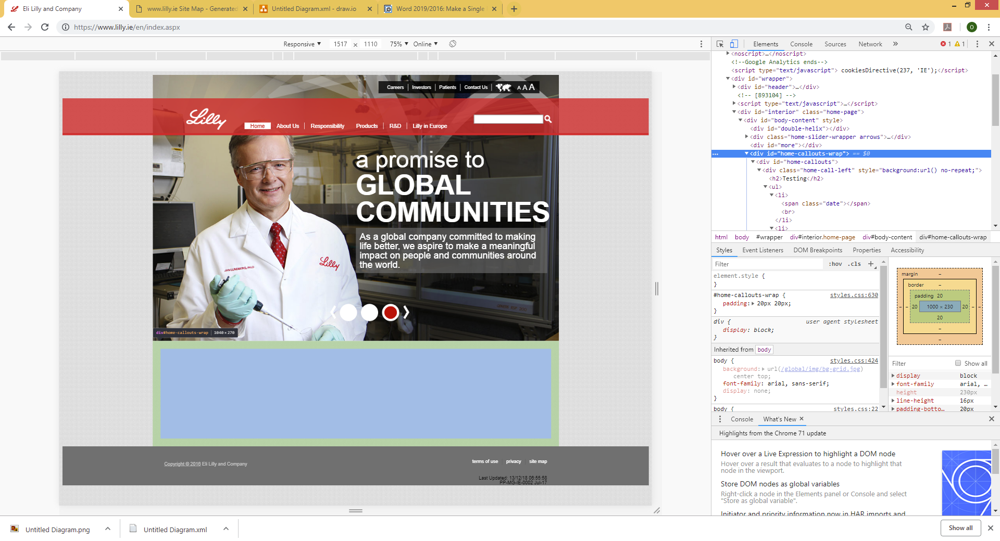 Eli Lilly and Company
www.lilly.ie Site Map - Generated
Untitled Diagram.xml - draw.io
Word 2019/2016: Make a Single
https://www.lilly.ie/en/index.aspx
O
Responsive ▼ 1517 x 1110 75% ▼ Online ▼
Careers | Investors | Patients | Contact Us | A A A
Lilly
Home About Us | Responsibility Products | R&D | Lilly in Europe
a promise to
GLOBAL
COMMUNITIES
As a global company committed to making
life better, we aspire to make a meaningful
impact on people and communities around
the world.
JAN LUNDBERG, PH.D
Lilly
div#home-callouts-wrap | 1040×270
Copyright © 2016 Eli Lilly and Company
terms of use privacy site map
Last Updated: 13/12/18 06:55:58
PP-MG-IE-0002 Jul-17
Elements Console Sources Network » 1 1
▶<noscript>…</noscript>
<!--Google Analytics ends-->
<script type="text/javascript"> cookiesDirective(237, 'IE');</script>
▼<div id="wrapper">
▶<div id="header">…</div>
<!-- [893104] -->
▶<script type="text/javascript">…</script>
▼<div id="interior" class="home-page">
▼<div id="body-content" style>
<div id="double-helix"></div>
▶<div class="home-slider-wrapper arrows">…</div>
<div id="more"></div>
… ▼<div id="home-callouts-wrap"> == $0
▼<div id="home-callouts">
▼<div class="home-call-left" style="background:url() no-repeat;">
<h2>Testing</h2>
▼<ul>
▼<li>
<span class="date"></span>
<br>
</li>
▼<li>
html body #wrapper div#interior.home-page div#body-content div#home-callouts-wrap
Styles Event Listeners DOM Breakpoints Properties Accessibility
Filter :hov .cls +
element.style {
}
#home-callouts-wrap { styles.css:630
padding:▶ 20px 20px;
}
div { user agent stylesheet
display: block;
}
Inherited from body
body { styles.css:424
background:▶ url(/global/img/bg-grid.jpg)
center top;
font-family: arial, sans-serif;
display: none;
}
body { styles.css:22
margin –
border –
padding 20
– – 20 1000 × 230 20 – –
20
–
–
Filter Show all
▶ display block
▶ font-family arial, …
height 230px
▶ line-height 16px
▶ padding-botto… 20px
Console What's New ×
Highlights from the Chrome 71 update
Hover over a Live Expression to highlight a DOM node
Hover over a result that evaluates to a node to highlight that
node in the viewport.
Store DOM nodes as global variables
Right-click a node in the Elements panel or Console and select
"Store as global variable".
Initiator and priority information now in HAR imports and
Untitled Diagram.png
Untitled Diagram.xml
Show all